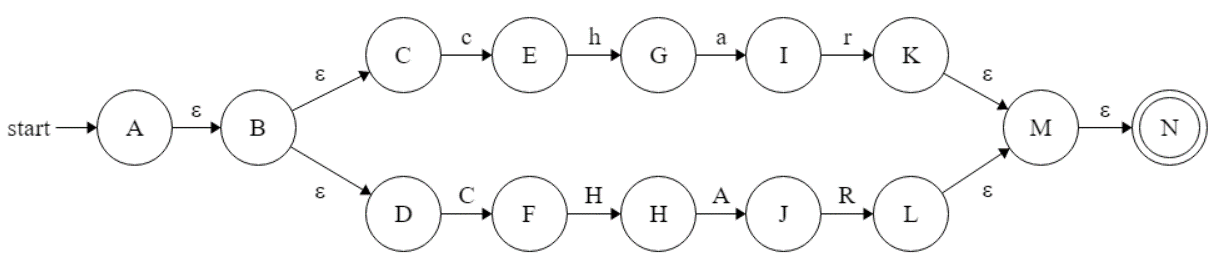 c h a r
C E G I K
ε ε
ε ε
start A B M N
ε ε
C H A R
D F H J L